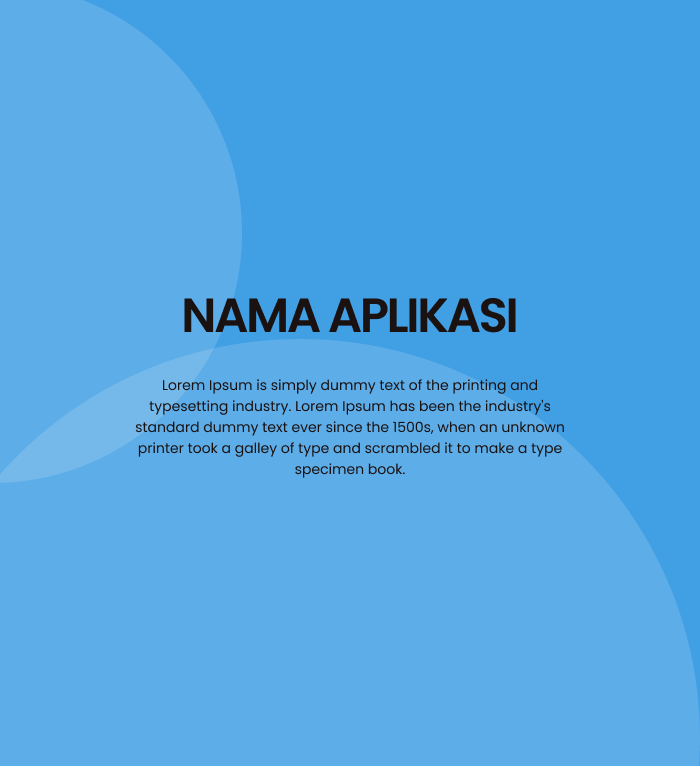 NAMA APLIKASI
Lorem Ipsum is simply dummy text of the printing and
typesetting industry. Lorem Ipsum has been the industry's
standard dummy text ever since the 1500s, when an unknown
printer took a galley of type and scrambled it to make a type
specimen book.